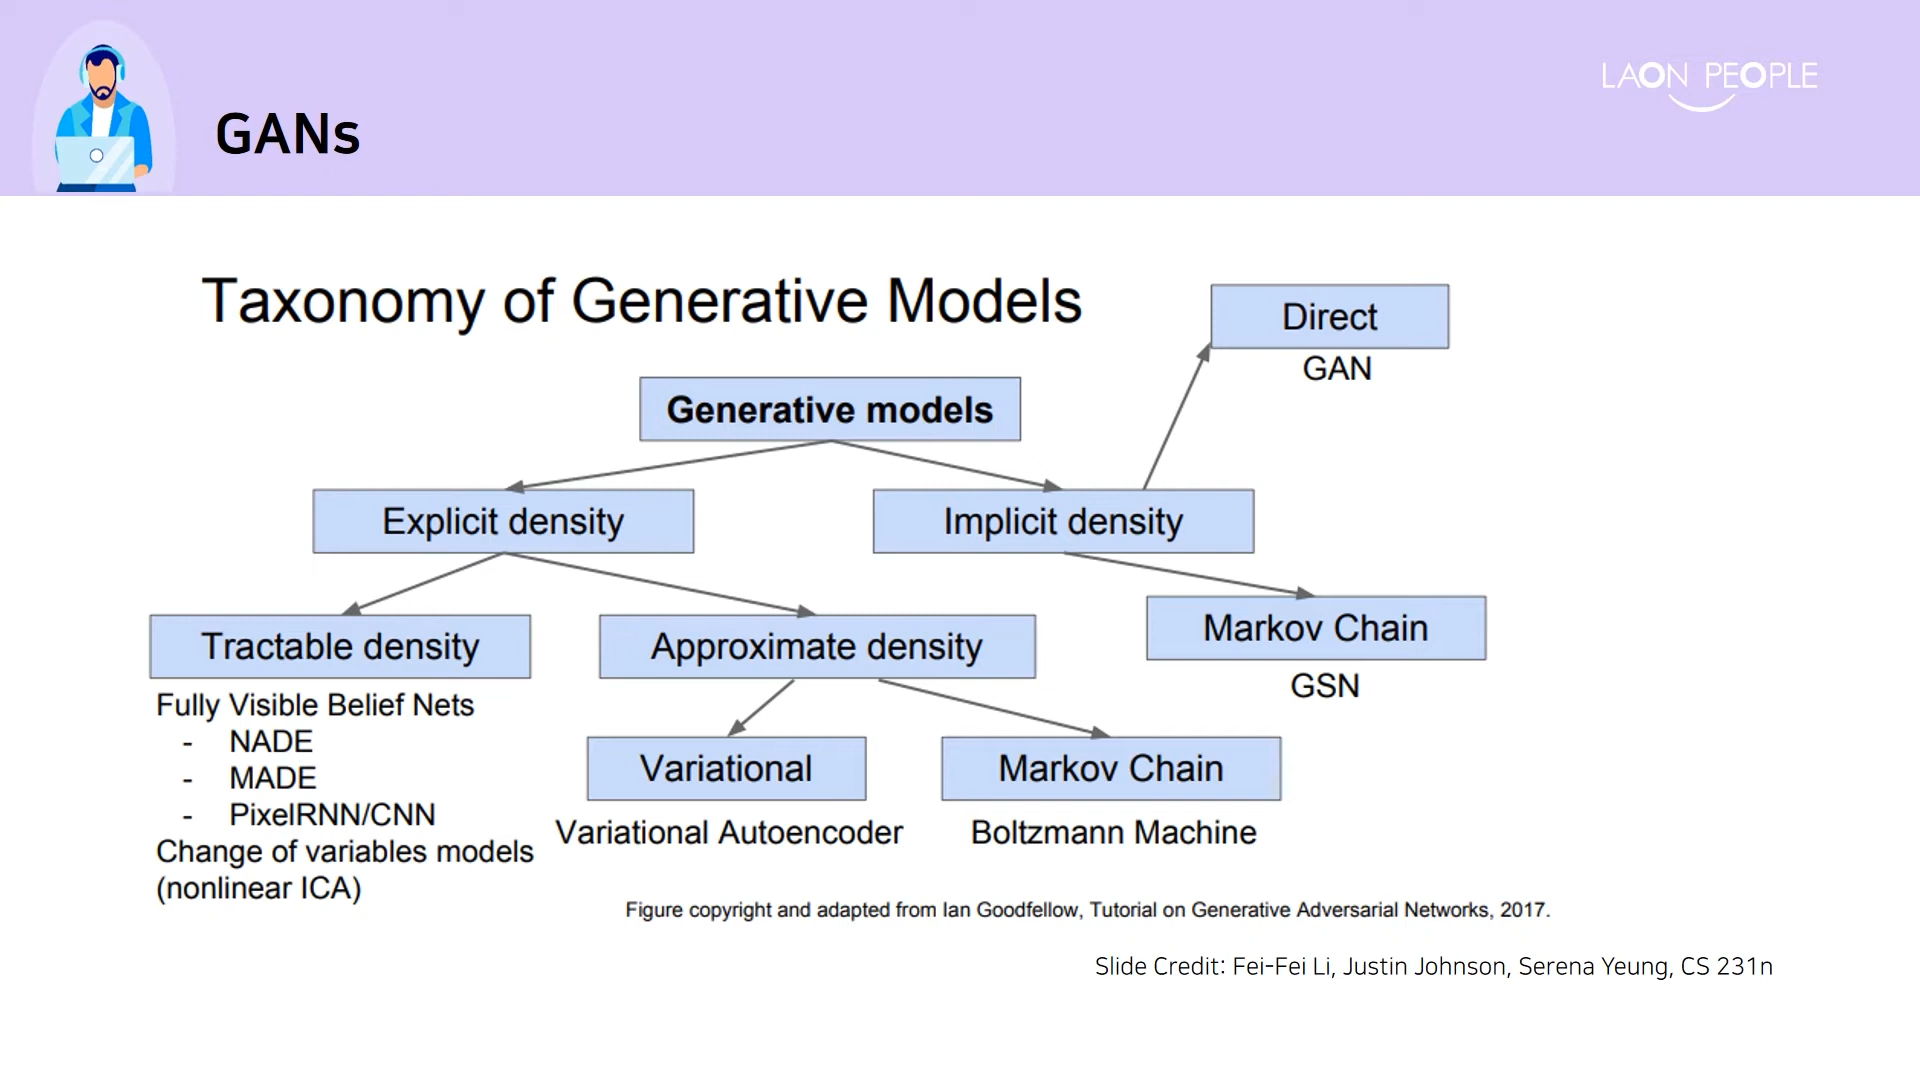 LAON PEOPLE
GANs
Taxonomy of Generative Models
Direct
GAN
Generative models
Explicit density
Implicit density
Tractable density
Approximate density
Markov Chain
GSN
Fully Visible Belief Nets
- NADE
- MADE
- PixelRNN/CNN
Change of variables models
(nonlinear ICA)
Variational
Markov Chain
Variational Autoencoder
Boltzmann Machine
Figure copyright and adapted from Ian Goodfellow, Tutorial on Generative Adversarial Networks, 2017.
Slide Credit: Fei-Fei Li, Justin Johnson, Serena Yeung, CS 231n